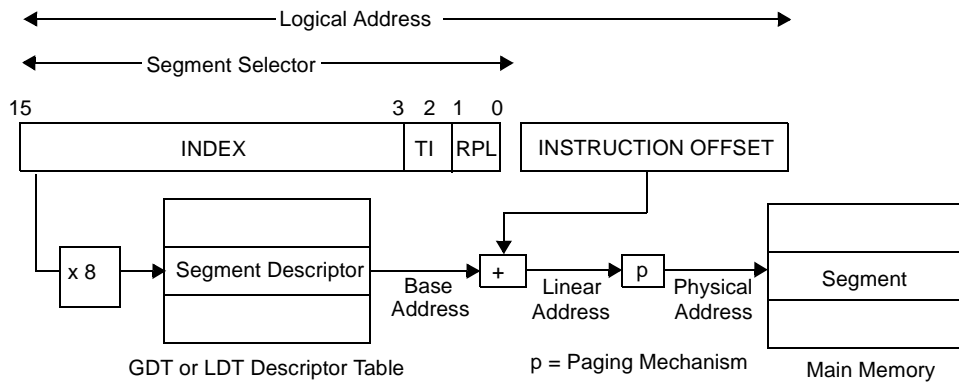 Logical Address
Segment Selector
15 3 2 1 0
INDEX TI RPL INSTRUCTION OFFSET
x 8
Segment Descriptor
Base
Address
+
Linear
Address
p
Physical
Address
Segment
GDT or LDT Descriptor Table
p = Paging Mechanism
Main Memory